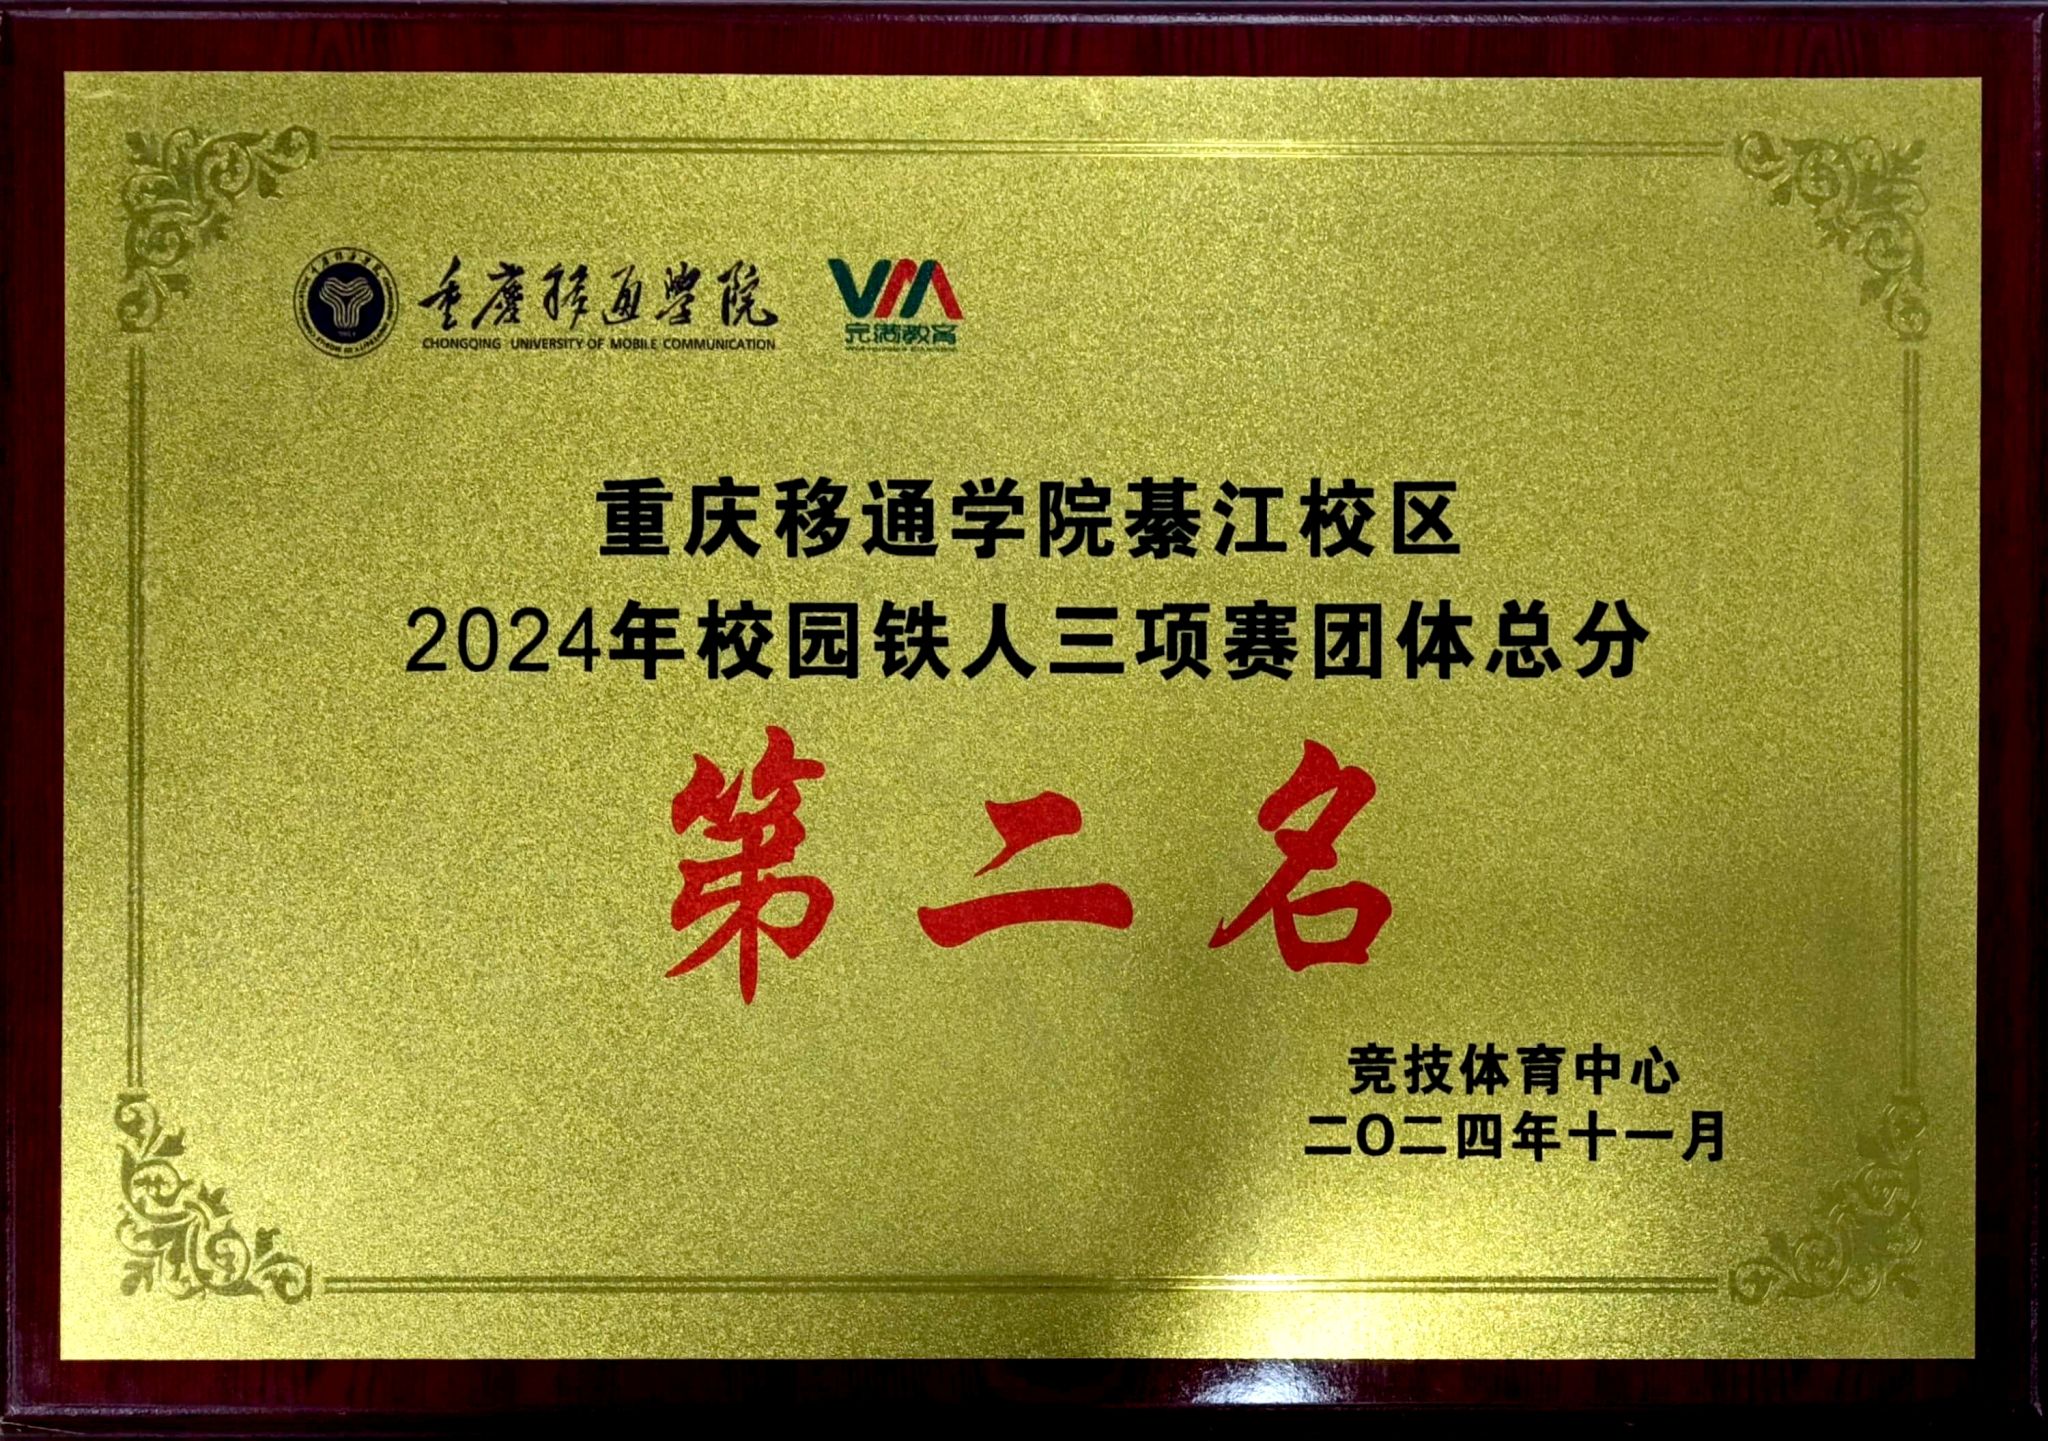 重庆移通学院
CHONGQING UNIVERSITY OF MOBILE COMMUNICATION
完满教育
重庆移通学院綦江校区
2024年校园铁人三项赛团体总分
第二名
竞技体育中心
二〇二四年十一月